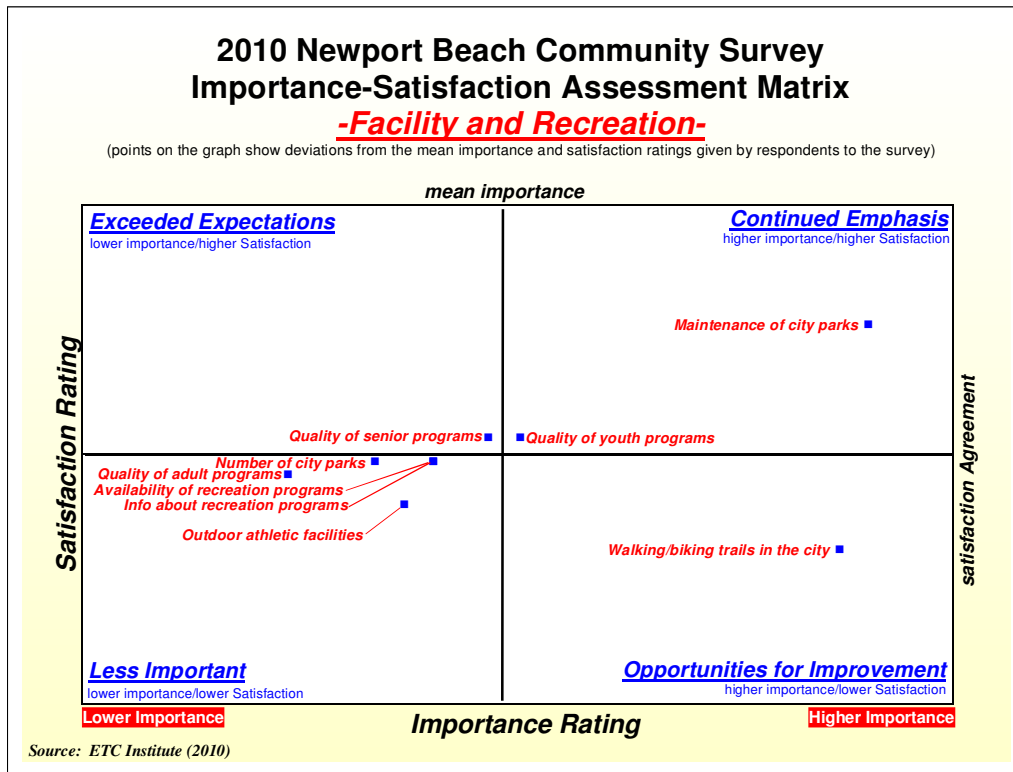 2010 Newport Beach Community Survey
Importance-Satisfaction Assessment Matrix
-Facility and Recreation-
(points on the graph show deviations from the mean importance and satisfaction ratings given by respondents to the survey)
mean importance
Exceeded Expectations
lower importance/higher Satisfaction
Continued Emphasis
higher importance/higher Satisfaction
Maintenance of city parks
Satisfaction Rating
satisfaction Agreement
Quality of senior programs
Quality of youth programs
Number of city parks
Quality of adult programs
Availability of recreation programs
Info about recreation programs
Outdoor athletic facilities
Walking/biking trails in the city
Less Important
lower importance/lower Satisfaction
Opportunities for Improvement
higher importance/lower Satisfaction
Lower Importance
Importance Rating
Higher Importance
Source: ETC Institute (2010)